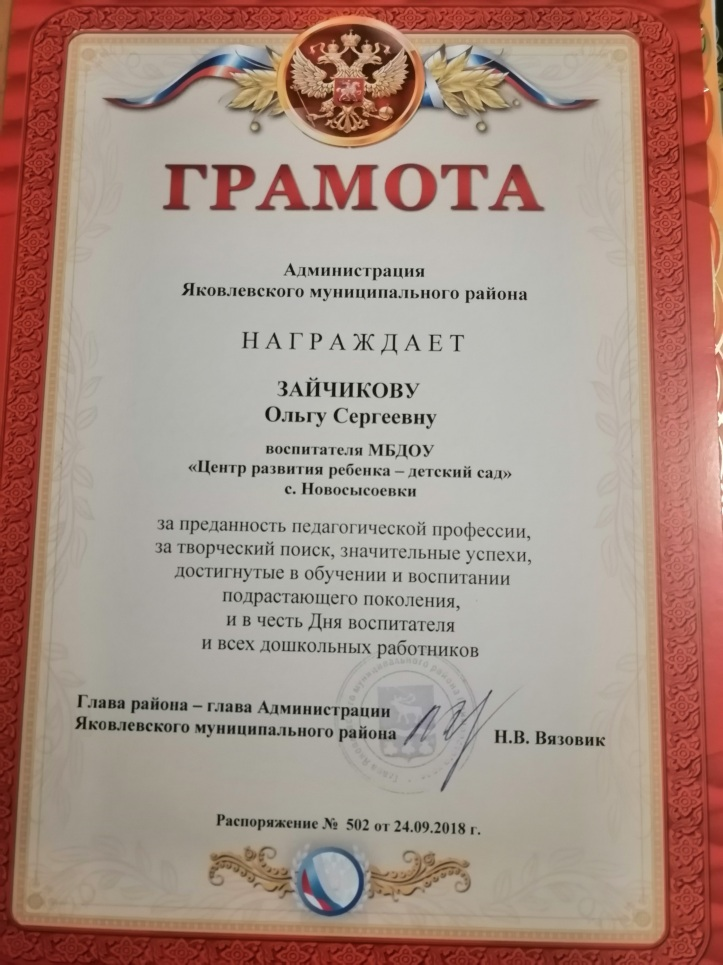 ГРАМОТА
Администрация
Яковлевского муниципального района
НАГРАЖДАЕТ
ЗАЙЧИКОВУ
Ольгу Сергеевну
воспитателя МБДОУ
«Центр развития ребенка – детский сад»
с. Новосысоевки
за преданность педагогической профессии,
за творческий поиск, значительные успехи,
достигнутые в обучении и воспитании
подрастающего поколения,
и в честь Дня воспитателя
и всех дошкольных работников
Глава района – глава Администрации
Яковлевского муниципального района
Н.В. Вязовик
Распоряжение № 502 от 24.09.2018 г.